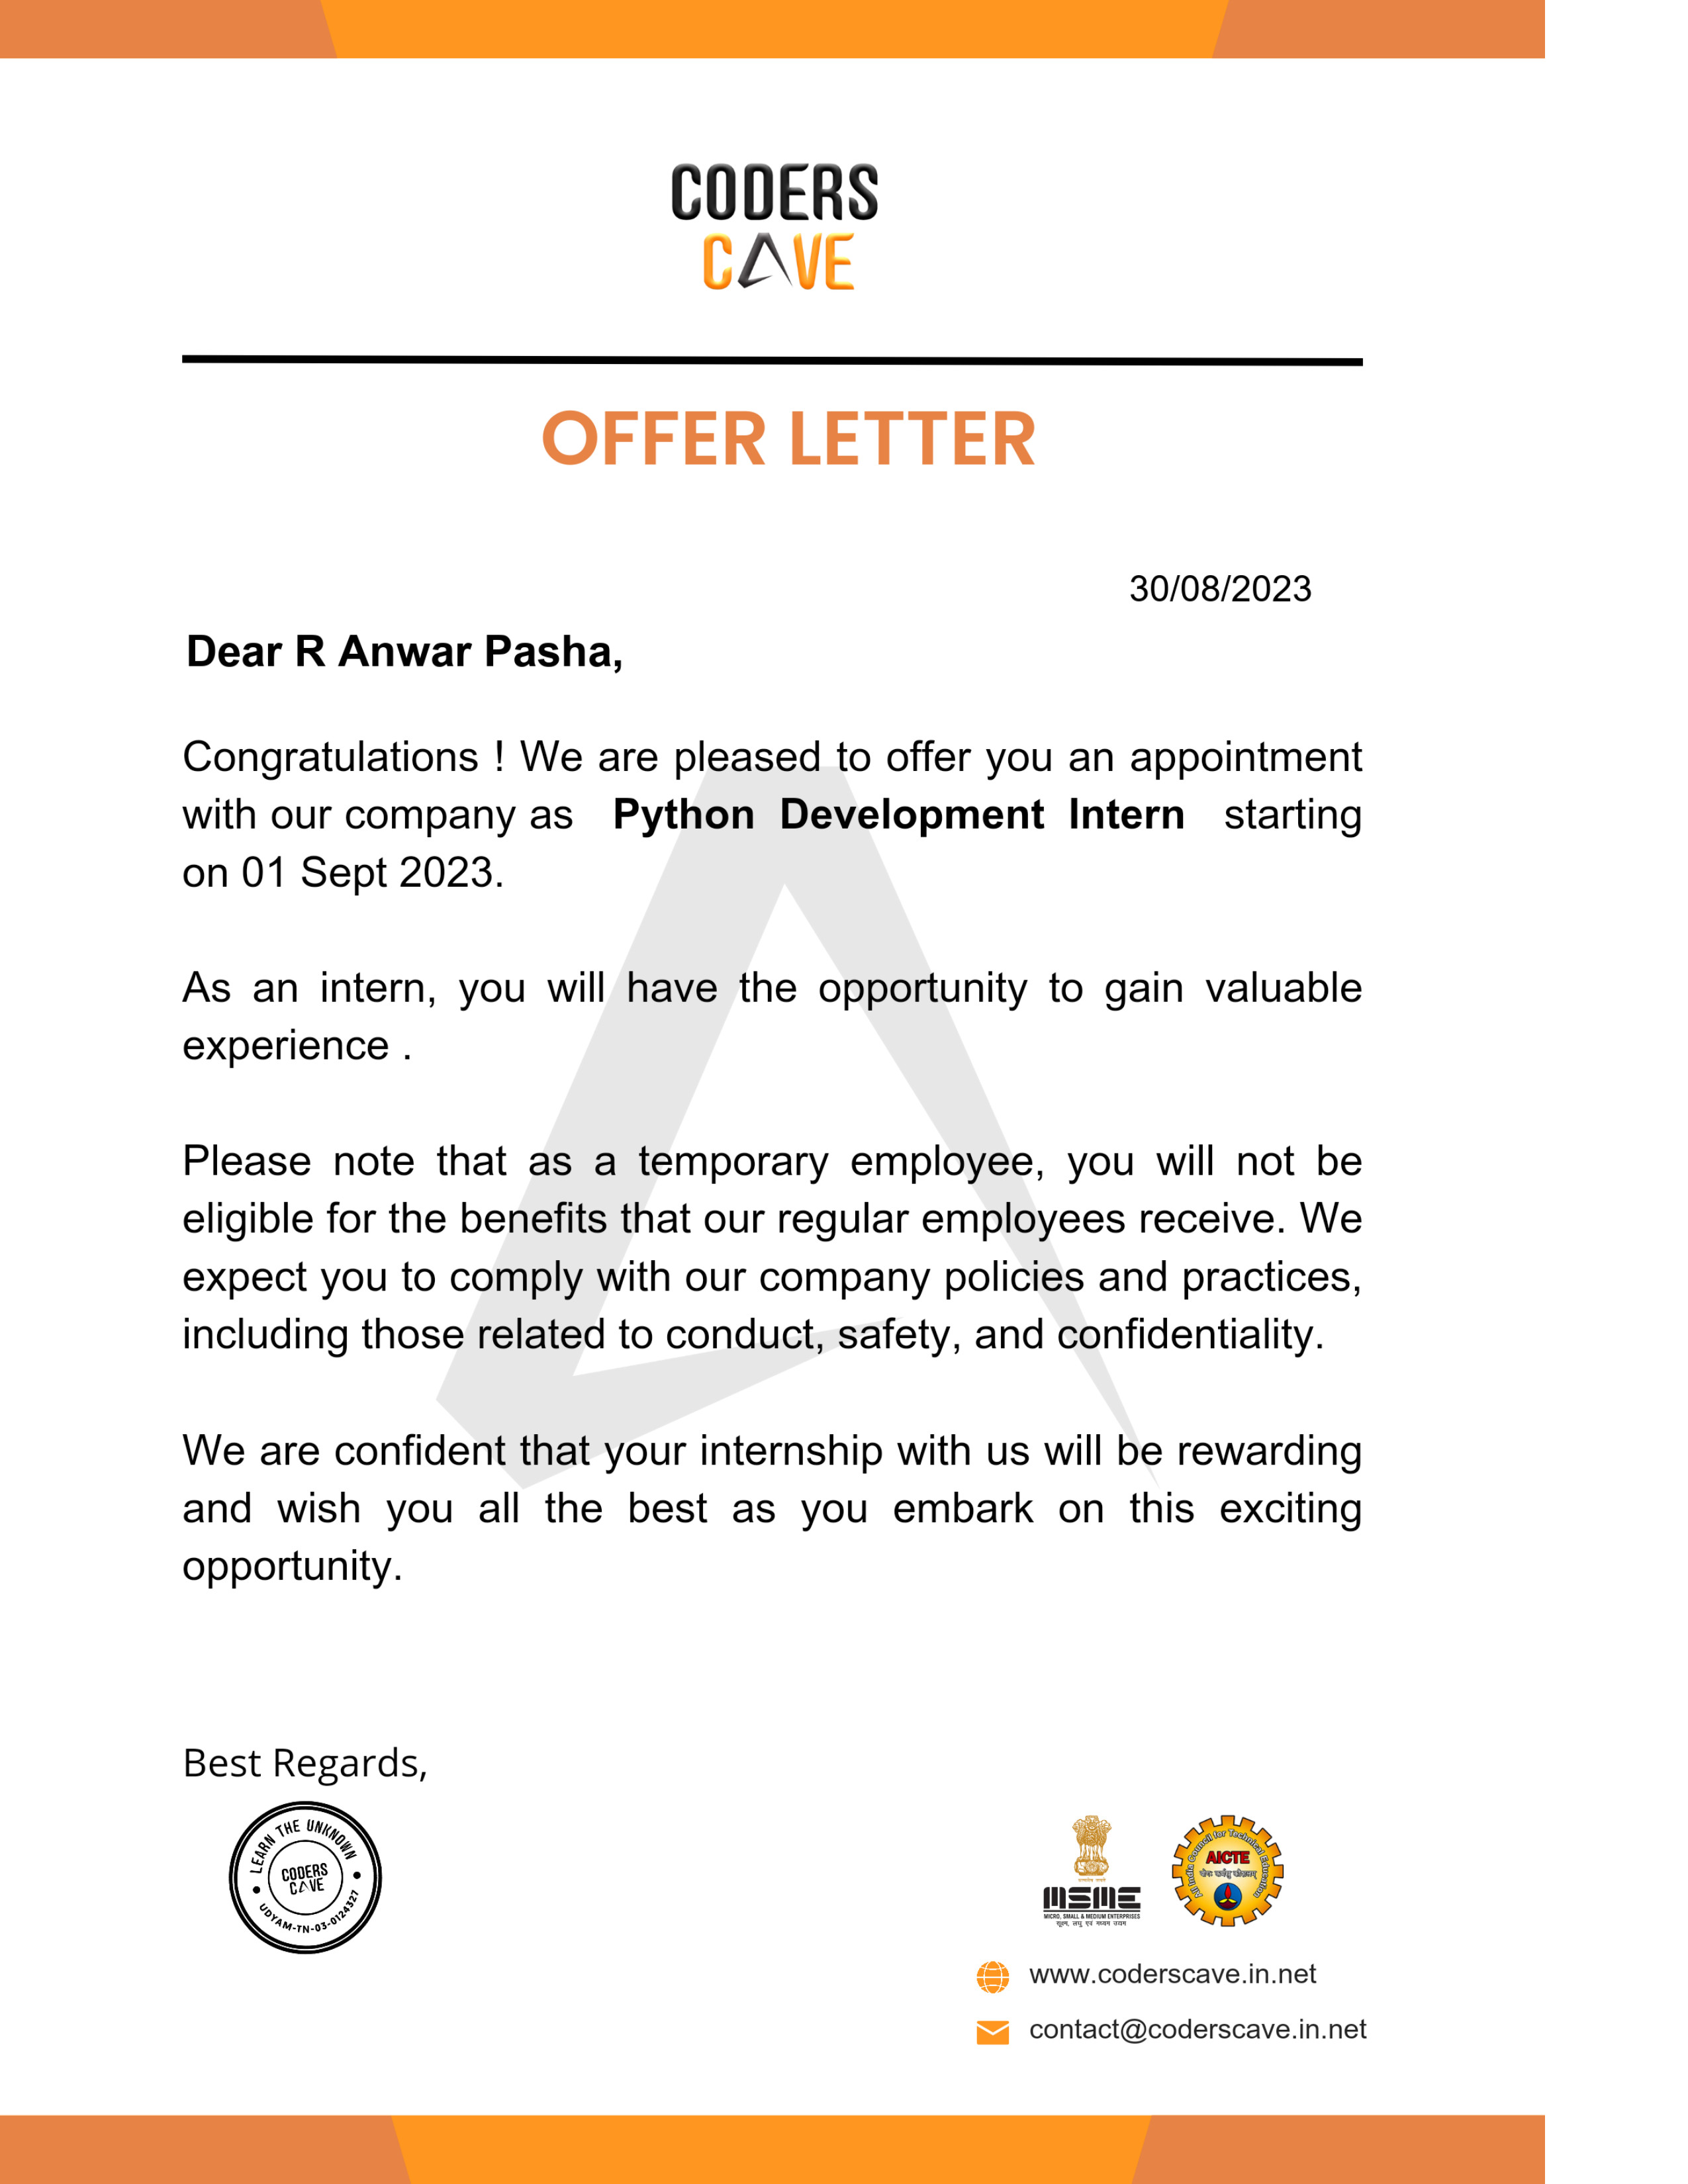 CODERS
CAVE
OFFER LETTER
30/08/2023
Dear R Anwar Pasha,
Congratulations ! We are pleased to offer you an appointment
with our company as Python Development Intern starting
on 01 Sept 2023.
As an intern, you will have the opportunity to gain valuable
experience .
Please note that as a temporary employee, you will not be
eligible for the benefits that our regular employees receive. We
expect you to comply with our company policies and practices,
including those related to conduct, safety, and confidentiality.
We are confident that your internship with us will be rewarding
and wish you all the best as you embark on this exciting
opportunity.
Best Regards,
LEARN THE UNKNOWN
CODERS
CAVE
UDYAM-TN-03-0124327
MSME
MICRO, SMALL & MEDIUM ENTERPRISES
सूक्ष्म, लघु एवं मध्यम उद्यम
All India Council for Technical Education
AICTE
www.coderscave.in.net
contact@coderscave.in.net